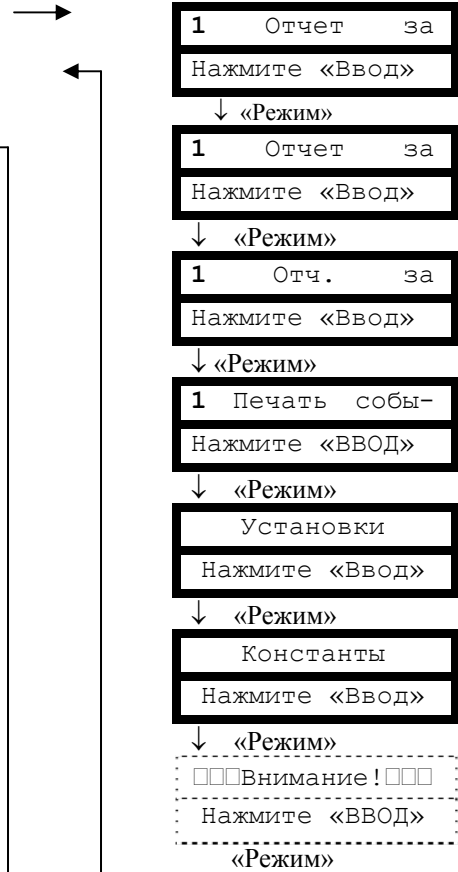 1 Отчет за
Нажмите «Ввод»
↓ «Режим»
1 Отчет за
Нажмите «Ввод»
↓ «Режим»
1 Отч. за
Нажмите «Ввод»
↓ «Режим»
1 Печать собы-
Нажмите «ВВОД»
↓ «Режим»
Установки
Нажмите «Ввод»
↓ «Режим»
Константы
Нажмите «Ввод»
↓ «Режим»
□□□Внимание!□□□
Нажмите «ВВОД»
«Режим»